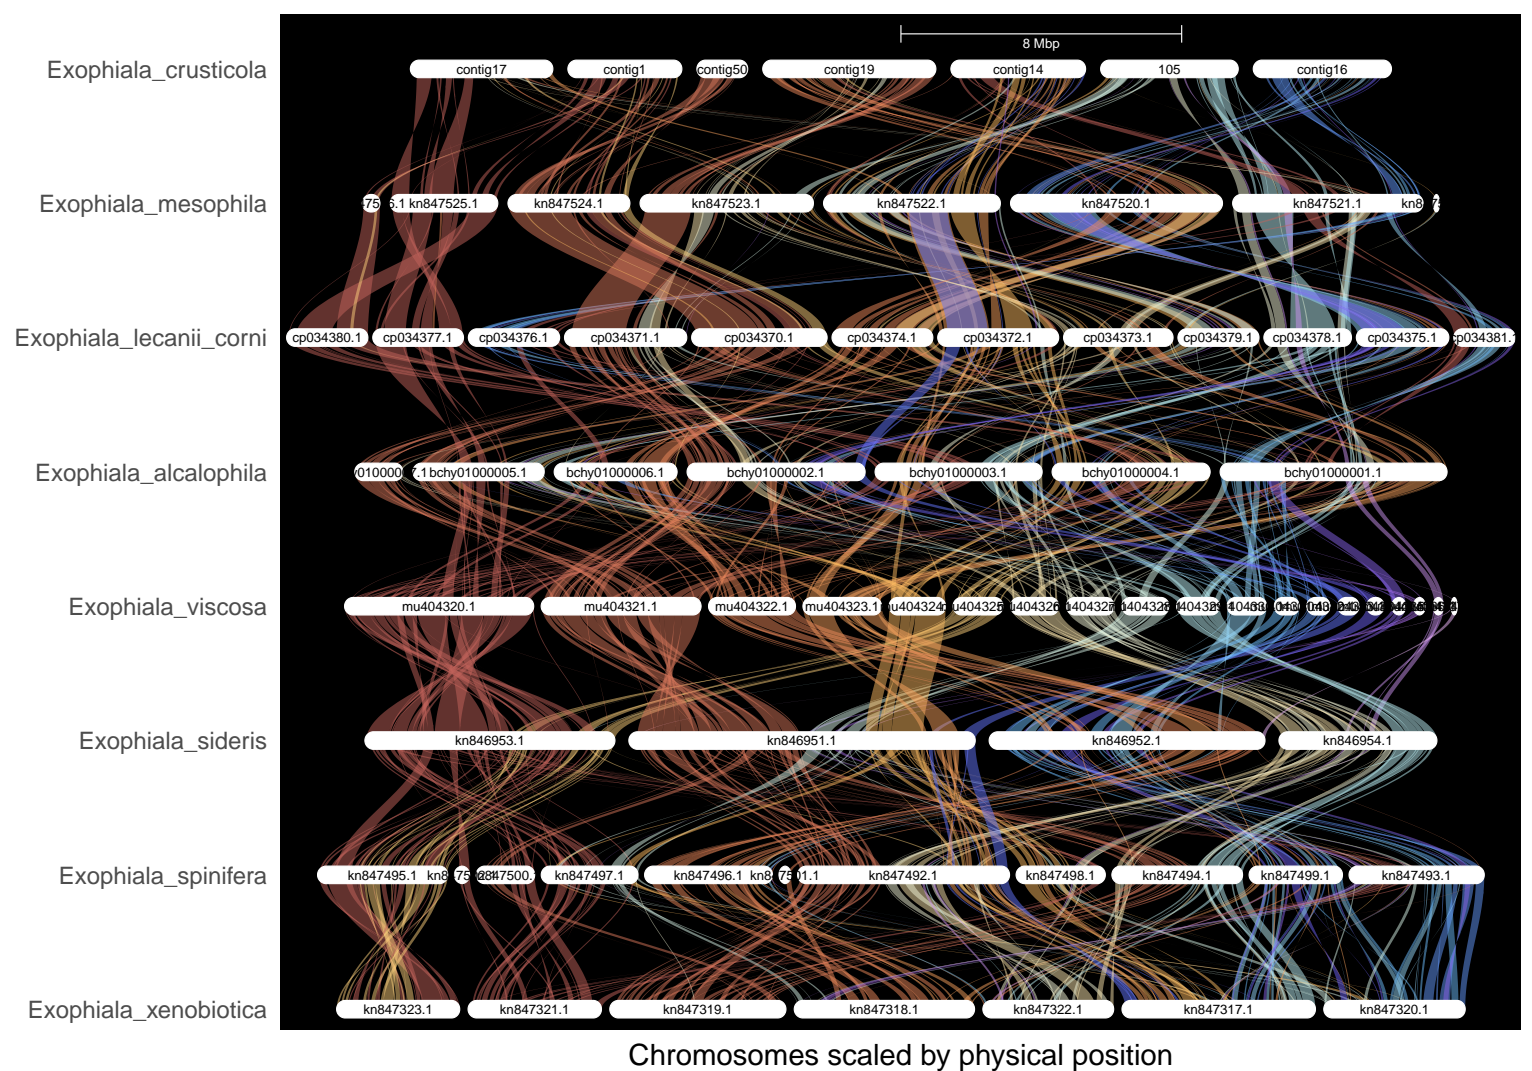 8 Mbp
Exophiala_crusticola contig17 contig1 contig50 contig19 contig14 105 contig16
Exophiala_mesophila kn847525.1 kn847524.1 kn847523.1 kn847522.1 kn847520.1 kn847521.1
Exophiala_lecanii_corni cp034380.1 cp034377.1 cp034376.1 cp034371.1 cp034370.1 cp034374.1 cp034372.1 cp034373.1 cp034379.1 cp034378.1 cp034375.1 cp034381.1
Exophiala_alcalophila bchy01000005.1 bchy01000006.1 bchy01000002.1 bchy01000003.1 bchy01000004.1 bchy01000001.1
Exophiala_viscosa mu404320.1 mu404321.1 mu404322.1 mu404323.1
Exophiala_sideris kn846953.1 kn846951.1 kn846952.1 kn846954.1
Exophiala_spinifera kn847495.1 kn847497.1 kn847496.1 kn847492.1 kn847498.1 kn847494.1 kn847499.1 kn847493.1
Exophiala_xenobiotica kn847323.1 kn847321.1 kn847319.1 kn847318.1 kn847322.1 kn847317.1 kn847320.1
Chromosomes scaled by physical position